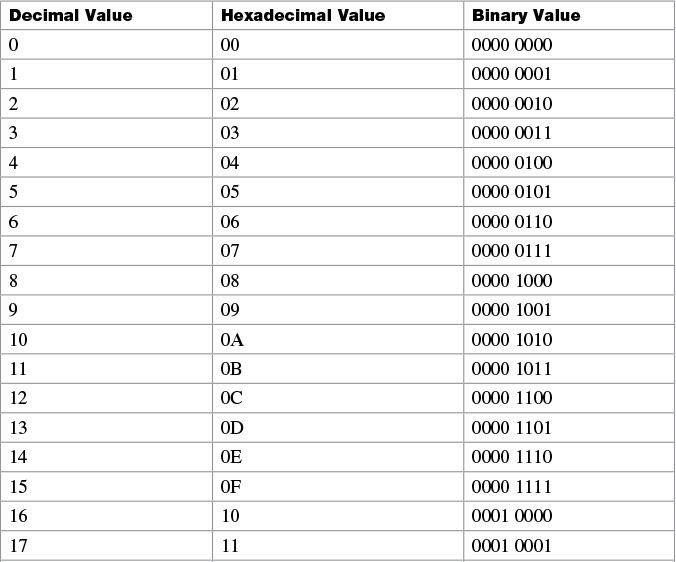 Decimal Value Hexadecimal Value Binary Value
0 00 0000 0000
1 01 0000 0001
2 02 0000 0010
3 03 0000 0011
4 04 0000 0100
5 05 0000 0101
6 06 0000 0110
7 07 0000 0111
8 08 0000 1000
9 09 0000 1001
10 0A 0000 1010
11 0B 0000 1011
12 0C 0000 1100
13 0D 0000 1101
14 0E 0000 1110
15 0F 0000 1111
16 10 0001 0000
17 11 0001 0001